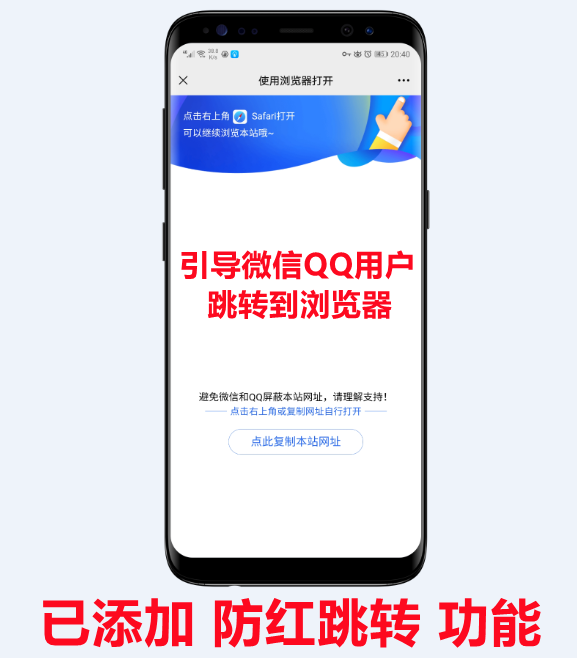 38.8
K/s
20:40
使用浏览器打开
点击右上角 Safari打开
可以继续浏览本站哦~
引导微信QQ用户
跳转到浏览器
避免微信和QQ屏蔽本站网址，请理解支持！
点击右上角或复制网址自行打开
点此复制本站网址
已添加 防红跳转 功能